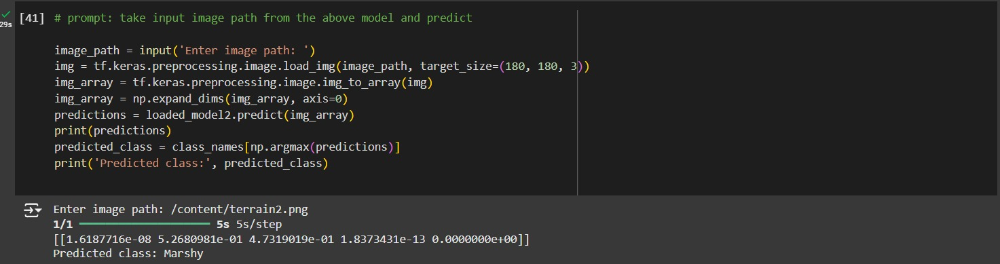 [41] # prompt: take input image path from the above model and predict
29s
image_path = input('Enter image path: ')
img = tf.keras.preprocessing.image.load_img(image_path, target_size=(180, 180, 3))
img_array = tf.keras.preprocessing.image.img_to_array(img)
img_array = np.expand_dims(img_array, axis=0)
predictions = loaded_model2.predict(img_array)
print(predictions)
predicted_class = class_names[np.argmax(predictions)]
print('Predicted class:', predicted_class)
Enter image path: /content/terrain2.png
1/1 ━━━━━━━━━━━━━━━━━━━━ 5s 5s/step
[[1.6187716e-08 5.2680981e-01 4.7319019e-01 1.8373431e-13 0.0000000e+00]]
Predicted class: Marshy